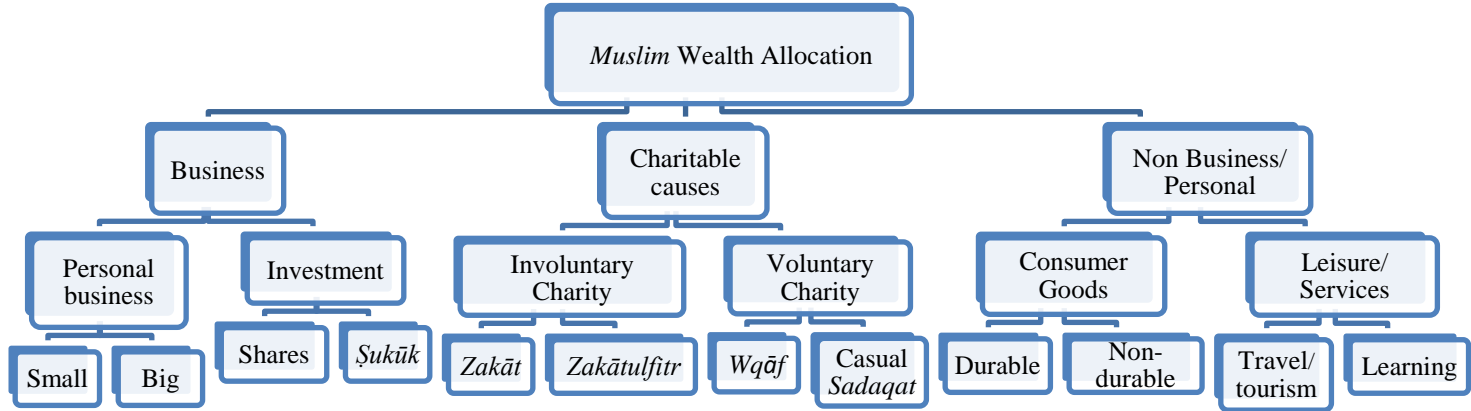 Muslim Wealth Allocation
Business
Charitable
causes
Non Business/
Personal
Personal
business
Investment
Involuntary
Charity
Voluntary
Charity
Consumer
Goods
Leisure/
Services
Small
Big
Shares
Ṣukūk
Zakāt
Zakātulfitr
Wqāf
Casual
Sadaqat
Durable
Non-
durable
Travel/
tourism
Learning